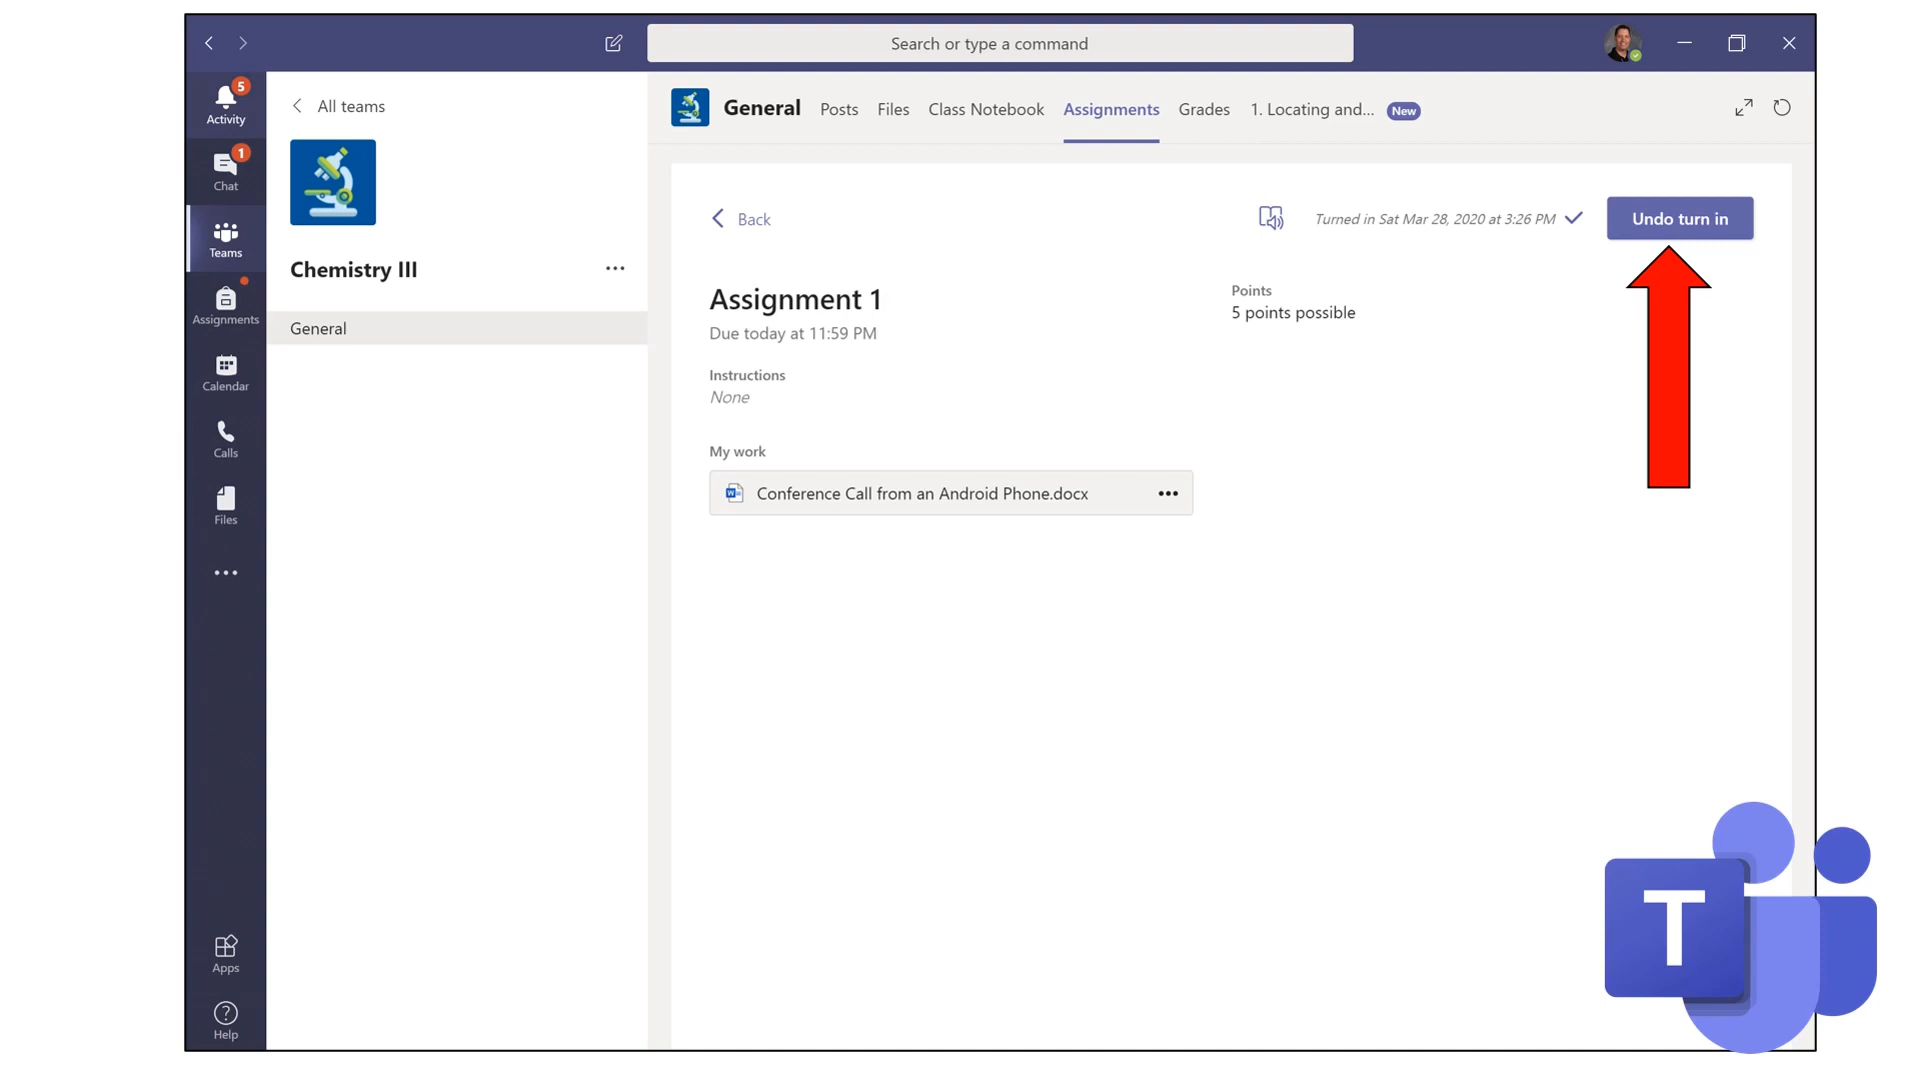 Search or type a command
5
Activity
1
Chat
Teams
Assignments
Calendar
Calls
Files
Apps
Help
All teams
Chemistry III
General
General Posts Files Class Notebook Assignments Grades 1. Locating and... New
Back
Turned in Sat Mar 28, 2020 at 3:26 PM
Undo turn in
Assignment 1
Due today at 11:59 PM
Points
5 points possible
Instructions
None
My work
Conference Call from an Android Phone.docx
T